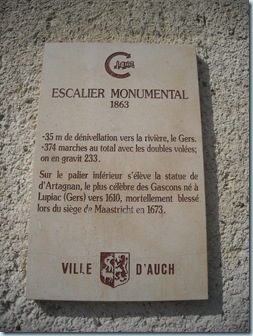 ESCALIER MONUMENTAL
1863
-35 m de dénivellation vers la rivière, le Gers.
-374 marches au total avec les doubles volées;
on en gravit 233.
Sur le palier inférieur s'élève la statue de
d'Artagnan, le plus célèbre des Gascons né à
Lupiac (Gers) vers 1610, mortellement blessé
lors du siège de Maastricht en 1673.
VILLE D'AUCH